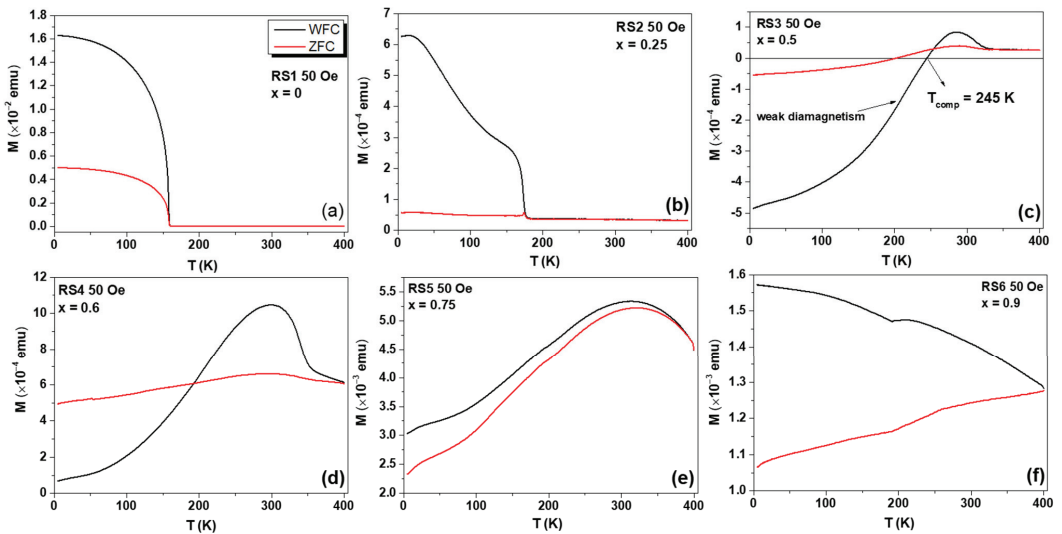 1.8
1.6
1.4
1.2
1.0
0.8
0.6
0.4
0.2
0.0
M (×10⁻² emu)
WFC
ZFC
RS1 50 Oe
x = 0
(a)
0 100 200 300 400
T (K)
7
6
5
4
3
2
1
0
M (×10⁻⁴ emu)
RS2 50 Oe
x = 0.25
(b)
0 100 200 300 400
T (K)
1
0
-1
-2
-3
-4
-5
M (×10⁻⁴ emu)
RS3 50 Oe
x = 0.5
T_comp = 245 K
weak diamagnetism
(c)
0 100 200 300 400
T (K)
12
10
8
6
4
2
0
M (×10⁻⁴ emu)
RS4 50 Oe
x = 0.6
(d)
0 100 200 300 400
T (K)
5.5
5.0
4.5
4.0
3.5
3.0
2.5
2.0
M (×10⁻³ emu)
RS5 50 Oe
x = 0.75
(e)
0 100 200 300 400
T (K)
1.6
1.5
1.4
1.3
1.2
1.1
1.0
M (×10⁻³ emu)
RS6 50 Oe
x = 0.9
(f)
0 100 200 300 400
T (K)